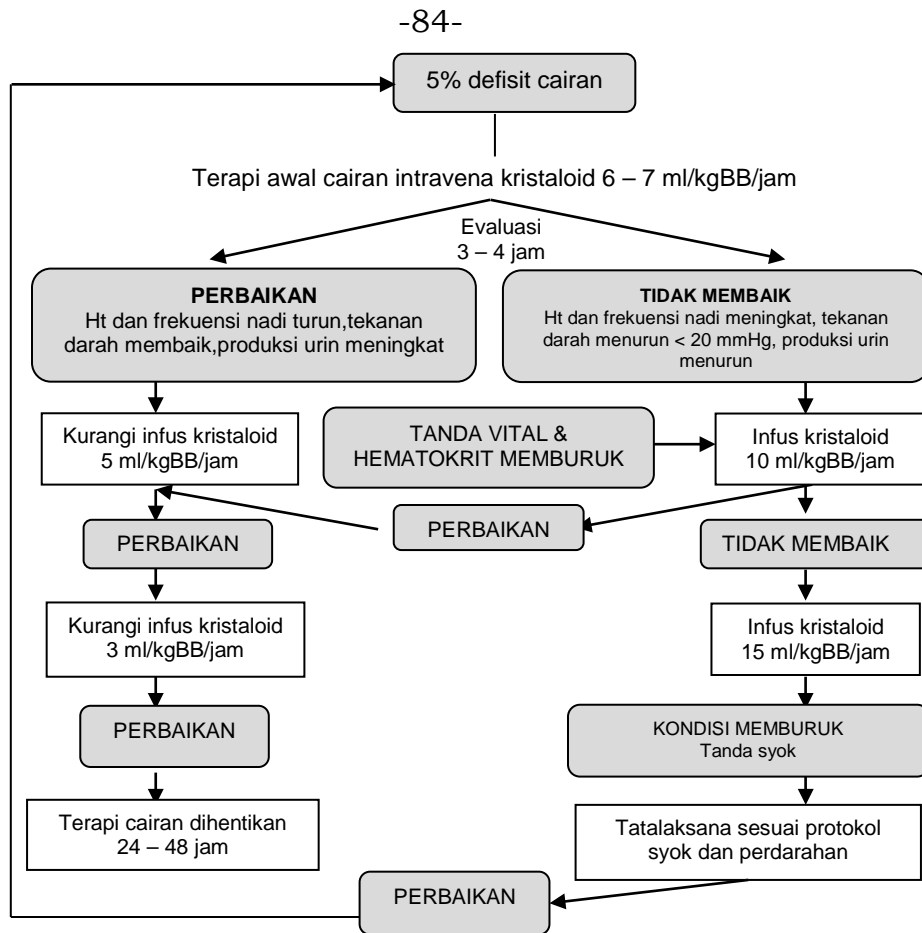 -84-
5% defisit cairan
Terapi awal cairan intravena kristaloid 6 – 7 ml/kgBB/jam
Evaluasi
3 – 4 jam
PERBAIKAN
Ht dan frekuensi nadi turun,tekanan
darah membaik,produksi urin meningkat
TIDAK MEMBAIK
Ht dan frekuensi nadi meningkat, tekanan
darah menurun < 20 mmHg, produksi urin
menurun
Kurangi infus kristaloid
5 ml/kgBB/jam
TANDA VITAL &
HEMATOKRIT MEMBURUK
Infus kristaloid
10 ml/kgBB/jam
PERBAIKAN
PERBAIKAN
TIDAK MEMBAIK
Kurangi infus kristaloid
3 ml/kgBB/jam
Infus kristaloid
15 ml/kgBB/jam
PERBAIKAN
KONDISI MEMBURUK
Tanda syok
Terapi cairan dihentikan
24 – 48 jam
Tatalaksana sesuai protokol
syok dan perdarahan
PERBAIKAN